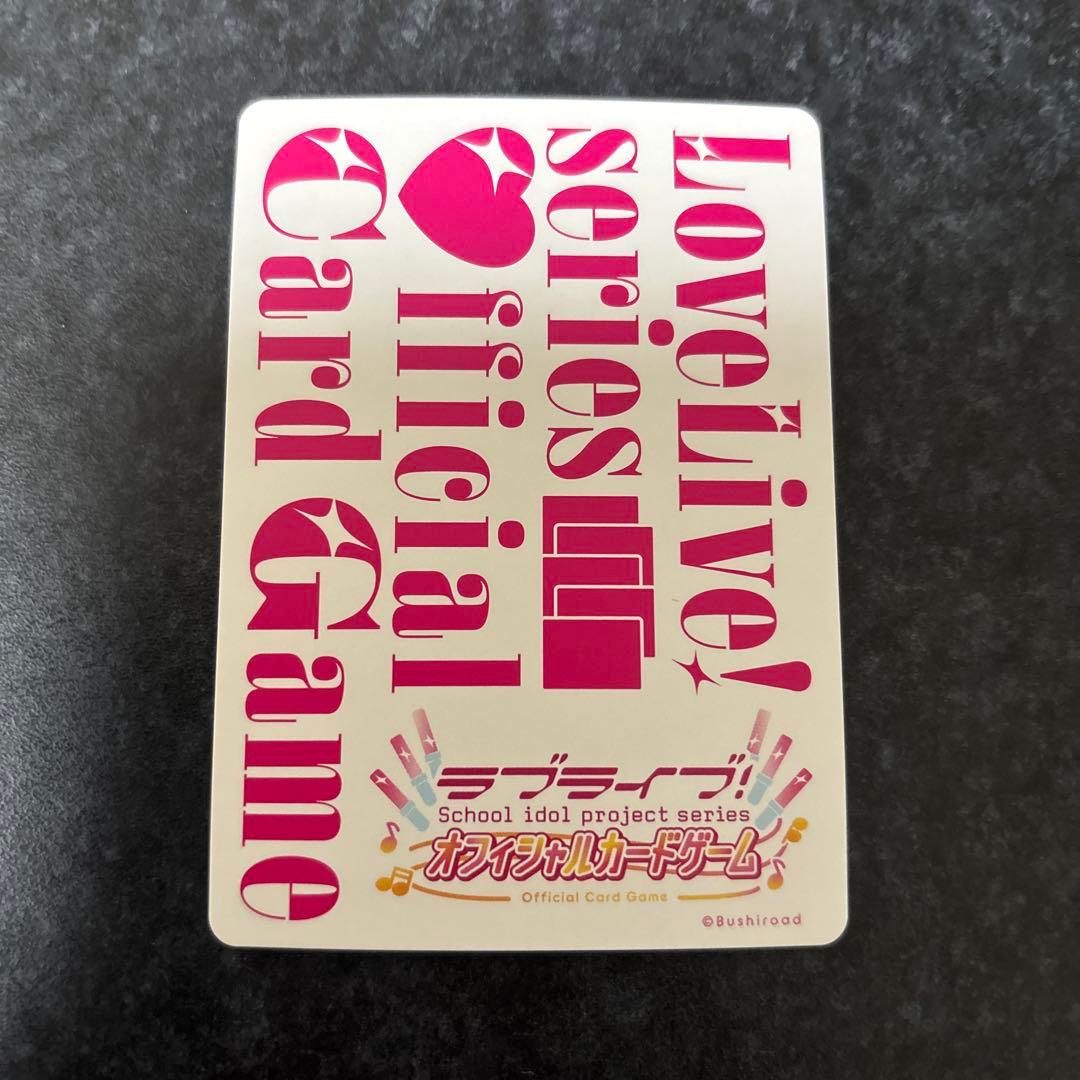 LoveLive!
series
Official
Card Game
ラブライブ!
School idol project series
オフィシャルカードゲーム
Official Card Game
©Bushiroad